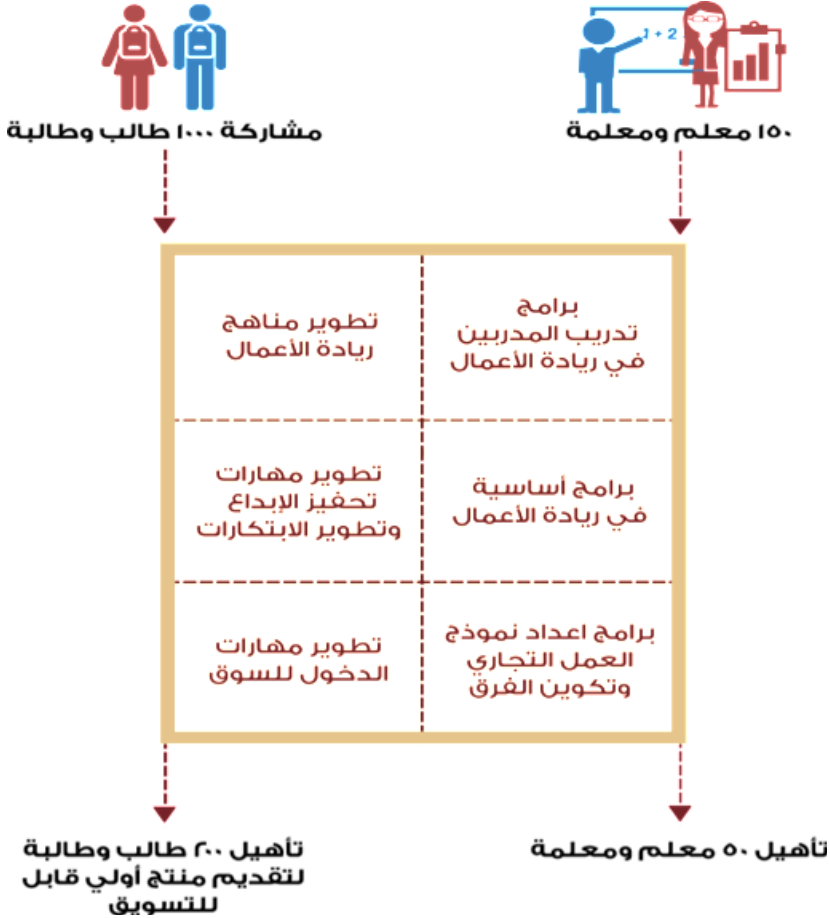 1 + 2
١٥٠ معلم ومعلمة
مشاركة ١٠٠٠ طالب وطالبة
برامج
تدريب المدربين
في ريادة الأعمال
تطوير مناهج
ريادة الأعمال
برامج أساسية
في ريادة الأعمال
تطوير مهارات
تحفيز الإبداع
وتطوير الابتكارات
برامج اعداد نموذج
العمل التجاري
وتكوين الفرق
تطوير مهارات
الدخول للسوق
تأهيل ٥٠ معلم ومعلمة
تأهيل ٢٠٠ طالب وطالبة
لتقديم منتج أولي قابل
للتسويق